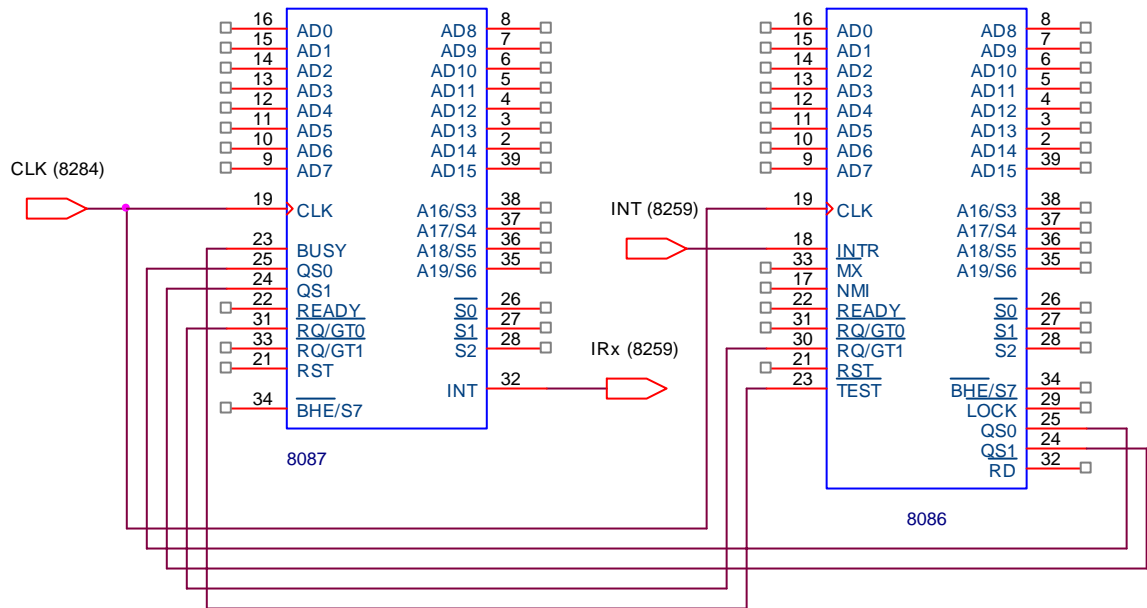 16 AD0 AD8 8
15 AD1 AD9 7
14 AD2 AD10 6
13 AD3 AD11 5
12 AD4 AD12 4
11 AD5 AD13 3
10 AD6 AD14 2
9 AD7 AD15 39
CLK (8284)
19 CLK A16/S3 38
A17/S4 37
23 BUSY A18/S5 36
25 QS0 A19/S6 35
24 QS1
22 READY S0 26
31 RQ/GT0 S1 27
33 RQ/GT1 S2 28
21 RST
INT 32
34 BHE/S7
8087
IRx (8259)
16 AD0 AD8 8
15 AD1 AD9 7
14 AD2 AD10 6
13 AD3 AD11 5
12 AD4 AD12 4
11 AD5 AD13 3
10 AD6 AD14 2
9 AD7 AD15 39
INT (8259)
19 CLK A16/S3 38
A17/S4 37
18 INTR A18/S5 36
33 MX A19/S6 35
17 NMI
22 READY S0 26
31 RQ/GT0 S1 27
30 RQ/GT1 S2 28
21 RST
23 TEST BHE/S7 34
LOCK 29
QS0 25
QS1 24
RD 32
8086